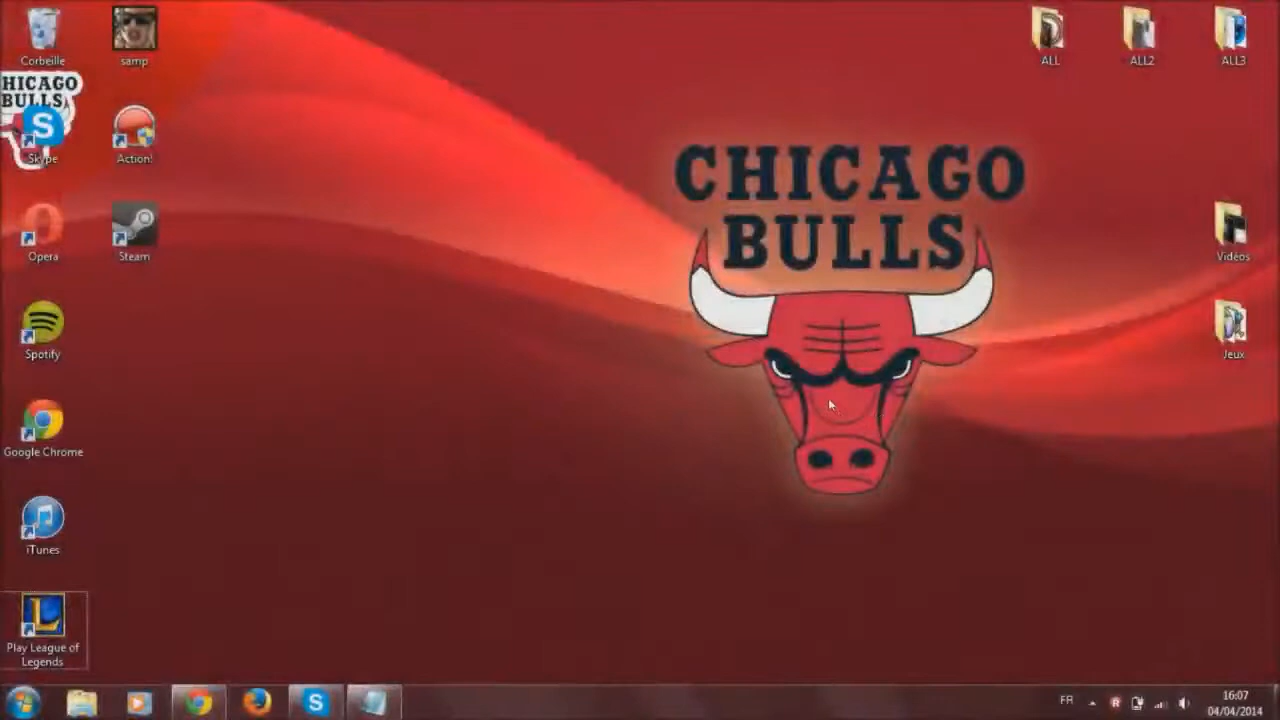 Corbeille
samp
ALL
ALL2
ALL3
HICAGO
BULLS
Skype
Action!
CHICAGO
BULLS
Opera
Steam
Vidéos
Spotify
Jeux
Google Chrome
iTunes
Play League of
Legends
FR
16:07
04/04/2014